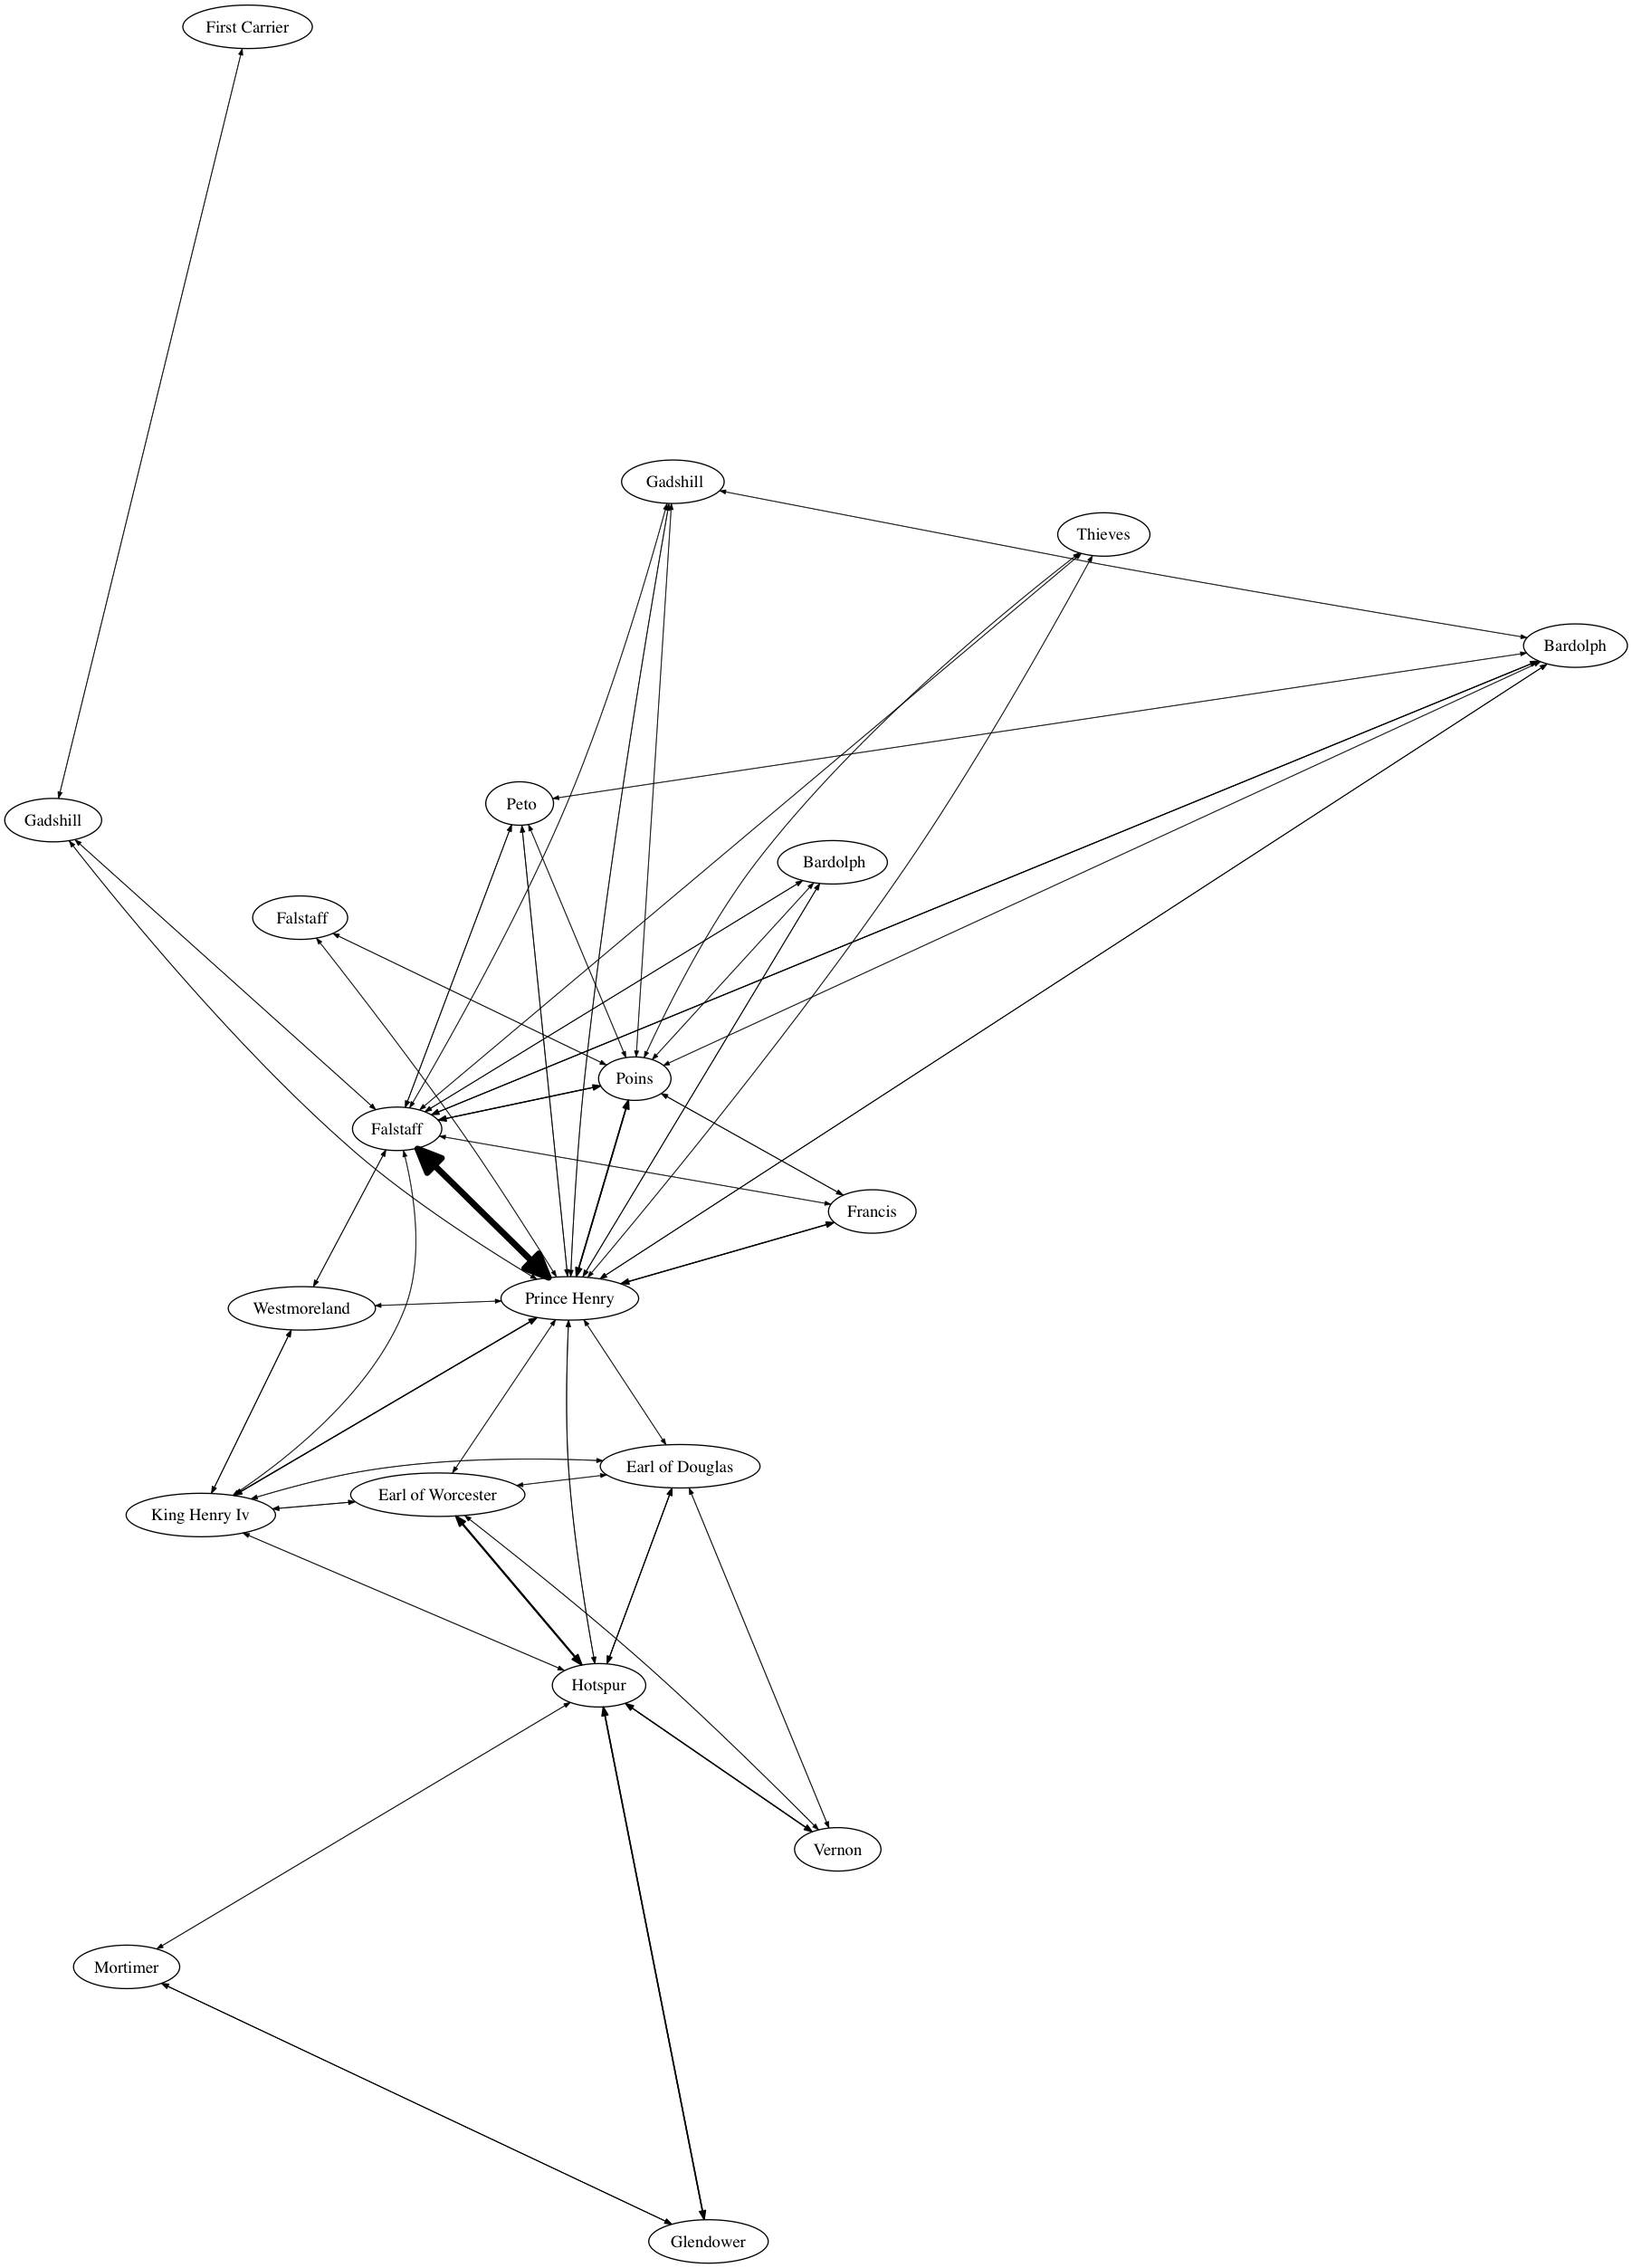 First Carrier
Gadshill
Thieves
Bardolph
Peto
Gadshill
Bardolph
Falstaff
Poins
Falstaff
Francis
Prince Henry
Westmoreland
Earl of Douglas
Earl of Worcester
King Henry Iv
Hotspur
Vernon
Mortimer
Glendower